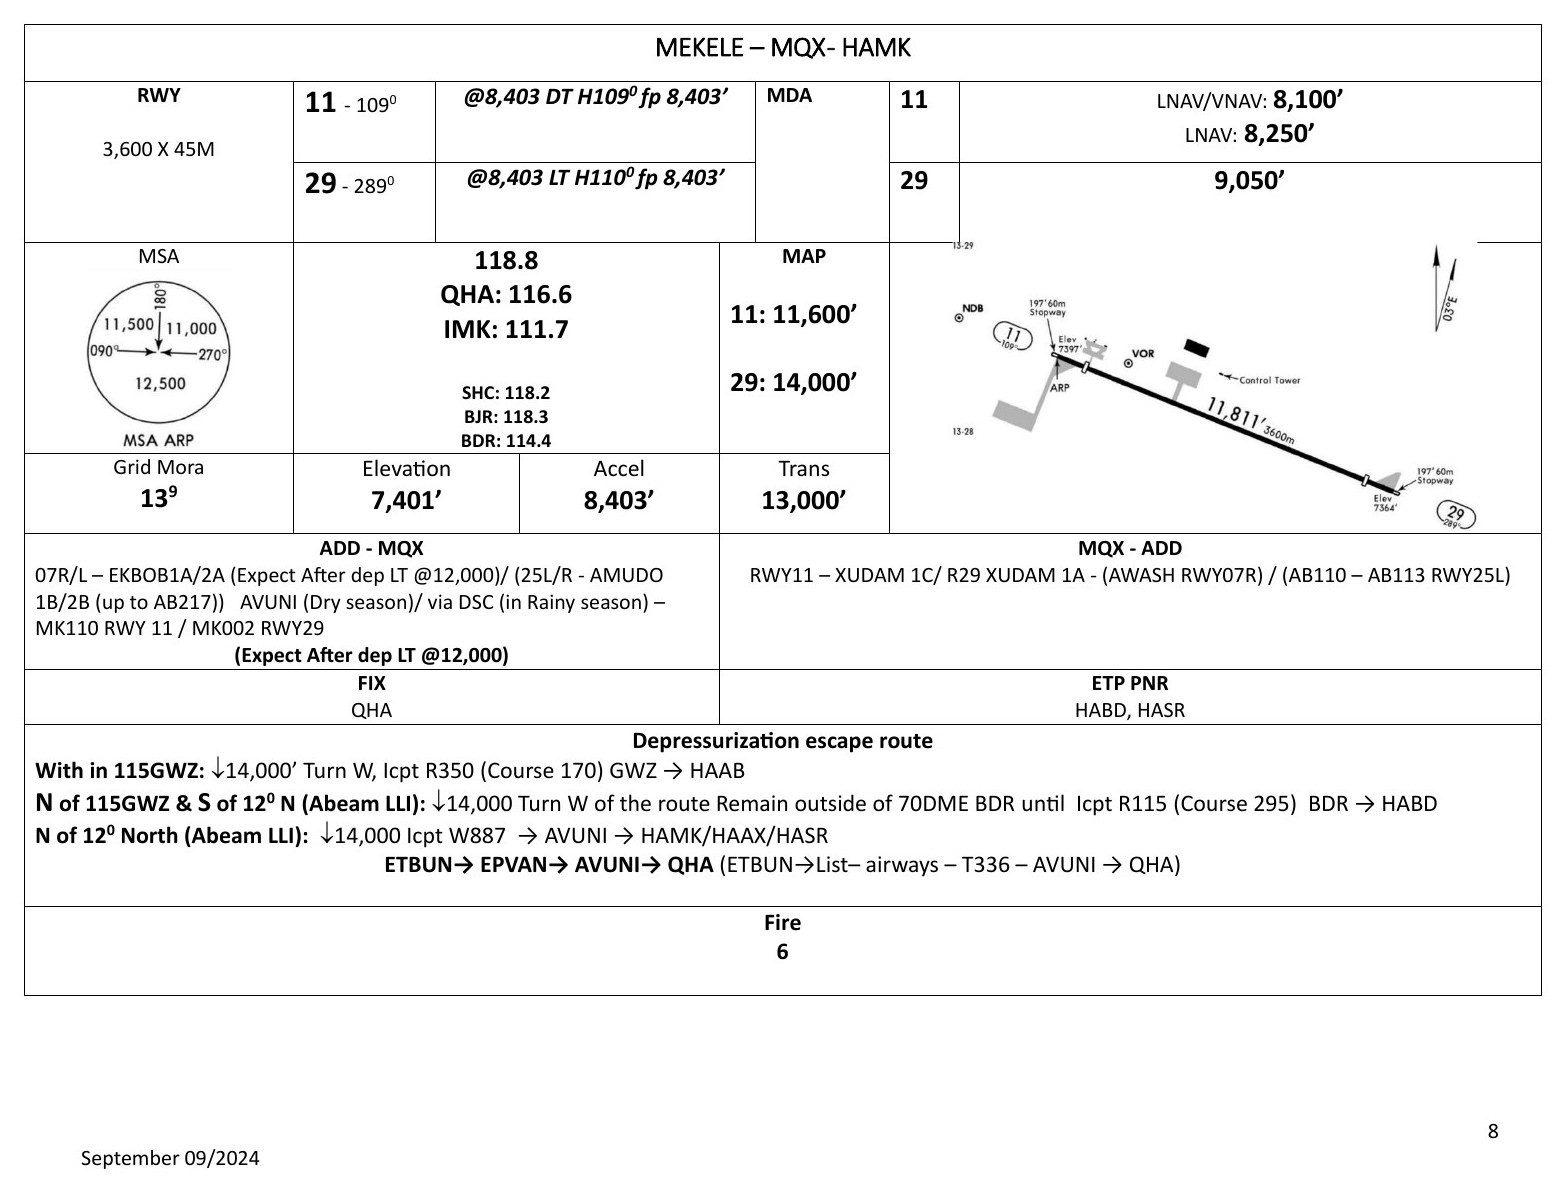 MEKELE – MQX- HAMK
RWY
3,600 X 45M
11 - 109⁰
@8,403 DT H109⁰ fp 8,403’
29 - 289⁰
@8,403 LT H110⁰ fp 8,403’
MDA
11
LNAV/VNAV: 8,100’
LNAV: 8,250’
29
9,050’
MSA
180°
11,500
11,000
090°
270°
12,500
MSA ARP
118.8
QHA: 116.6
IMK: 111.7
SHC: 118.2
BJR: 118.3
BDR: 114.4
MAP
11: 11,600’
29: 14,000’
13-29
NDB
197'60m
Stopway
11
109°
Elev
7397'
VOR
ARP
Control Tower
03°E
11,811' 3600m
13-28
197'60m
Stopway
Elev
7364'
29
289°
Grid Mora
13⁹
Elevation
7,401’
Accel
8,403’
Trans
13,000’
ADD - MQX
07R/L – EKBOB1A/2A (Expect After dep LT @12,000)/ (25L/R - AMUDO
1B/2B (up to AB217)) AVUNI (Dry season)/ via DSC (in Rainy season) –
MK110 RWY 11 / MK002 RWY29
(Expect After dep LT @12,000)
MQX - ADD
RWY11 – XUDAM 1C/ R29 XUDAM 1A - (AWASH RWY07R) / (AB110 – AB113 RWY25L)
FIX
QHA
ETP PNR
HABD, HASR
Depressurization escape route
With in 115GWZ: ↓14,000’ Turn W, Icpt R350 (Course 170) GWZ → HAAB
N of 115GWZ & S of 12⁰ N (Abeam LLI): ↓14,000 Turn W of the route Remain outside of 70DME BDR until Icpt R115 (Course 295) BDR → HABD
N of 12⁰ North (Abeam LLI): ↓14,000 Icpt W887 → AVUNI → HAMK/HAAX/HASR
ETBUN→ EPVAN→ AVUNI→ QHA (ETBUN→List– airways – T336 – AVUNI → QHA)
Fire
6
8
September 09/2024